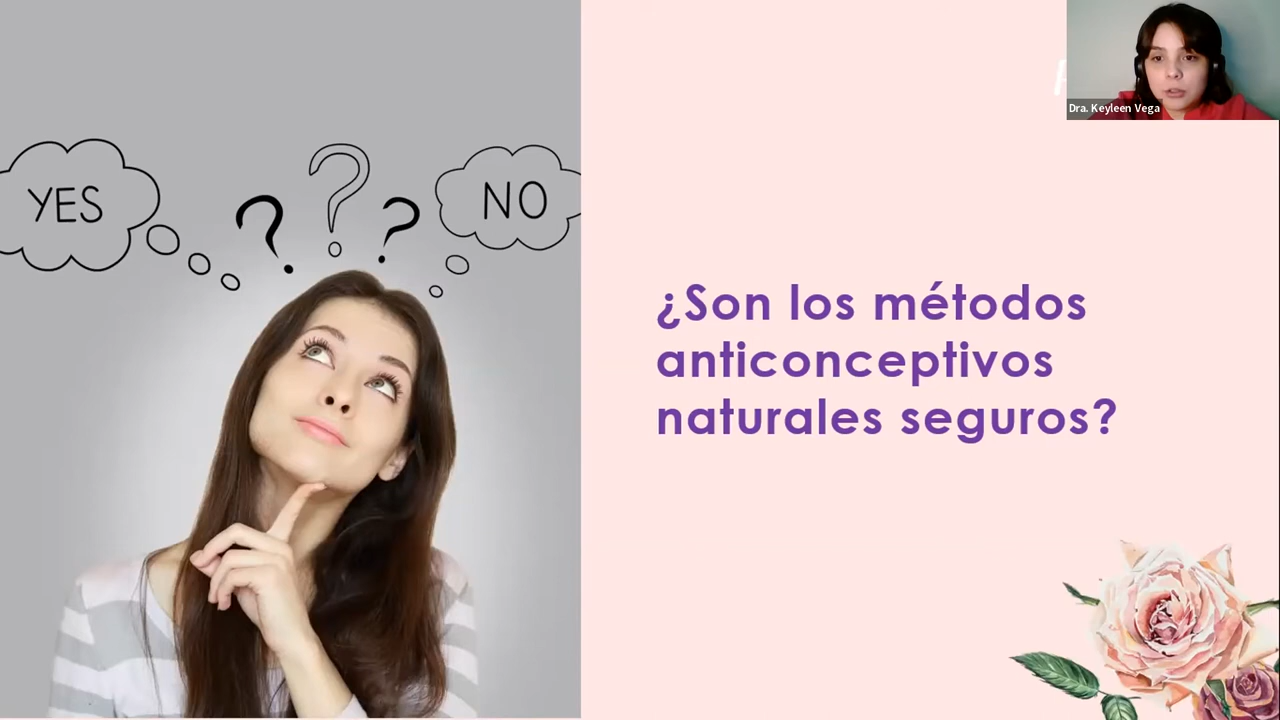 YES
NO
¿Son los métodos
anticonceptivos
naturales seguros?
Dra. Keyleen Vega